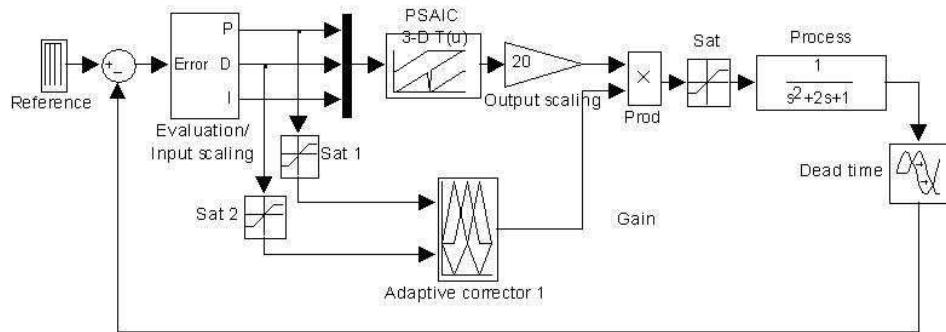 PSAIC
3-D T(u)
P
Error
D
I
+
−
20
×
Sat
Process
1
s²+2s+1
Reference
Output scaling
Prod
Evaluation/
Input scaling
Sat 1
Dead time
Sat 2
Gain
Adaptive corrector 1